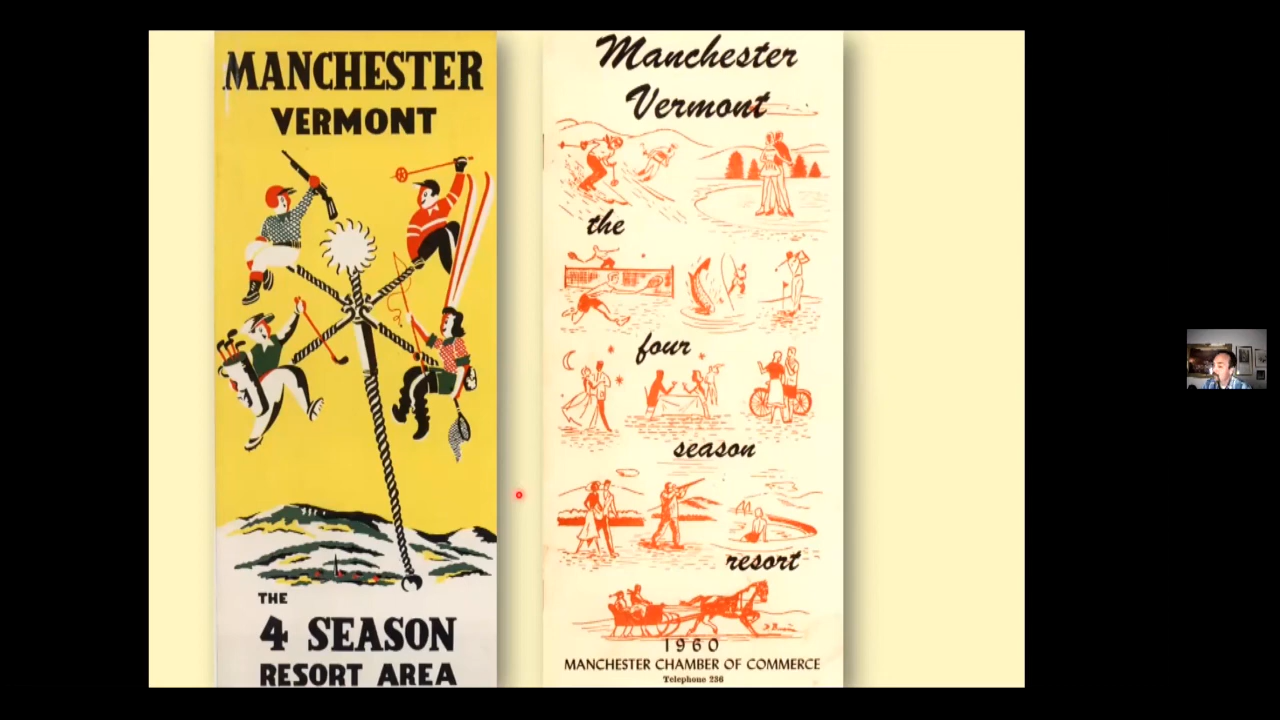 MANCHESTER
VERMONT
THE
4 SEASON
RESORT AREA
Manchester
Vermont
the
four
season
resort
1960
MANCHESTER CHAMBER OF COMMERCE
Telephone 236